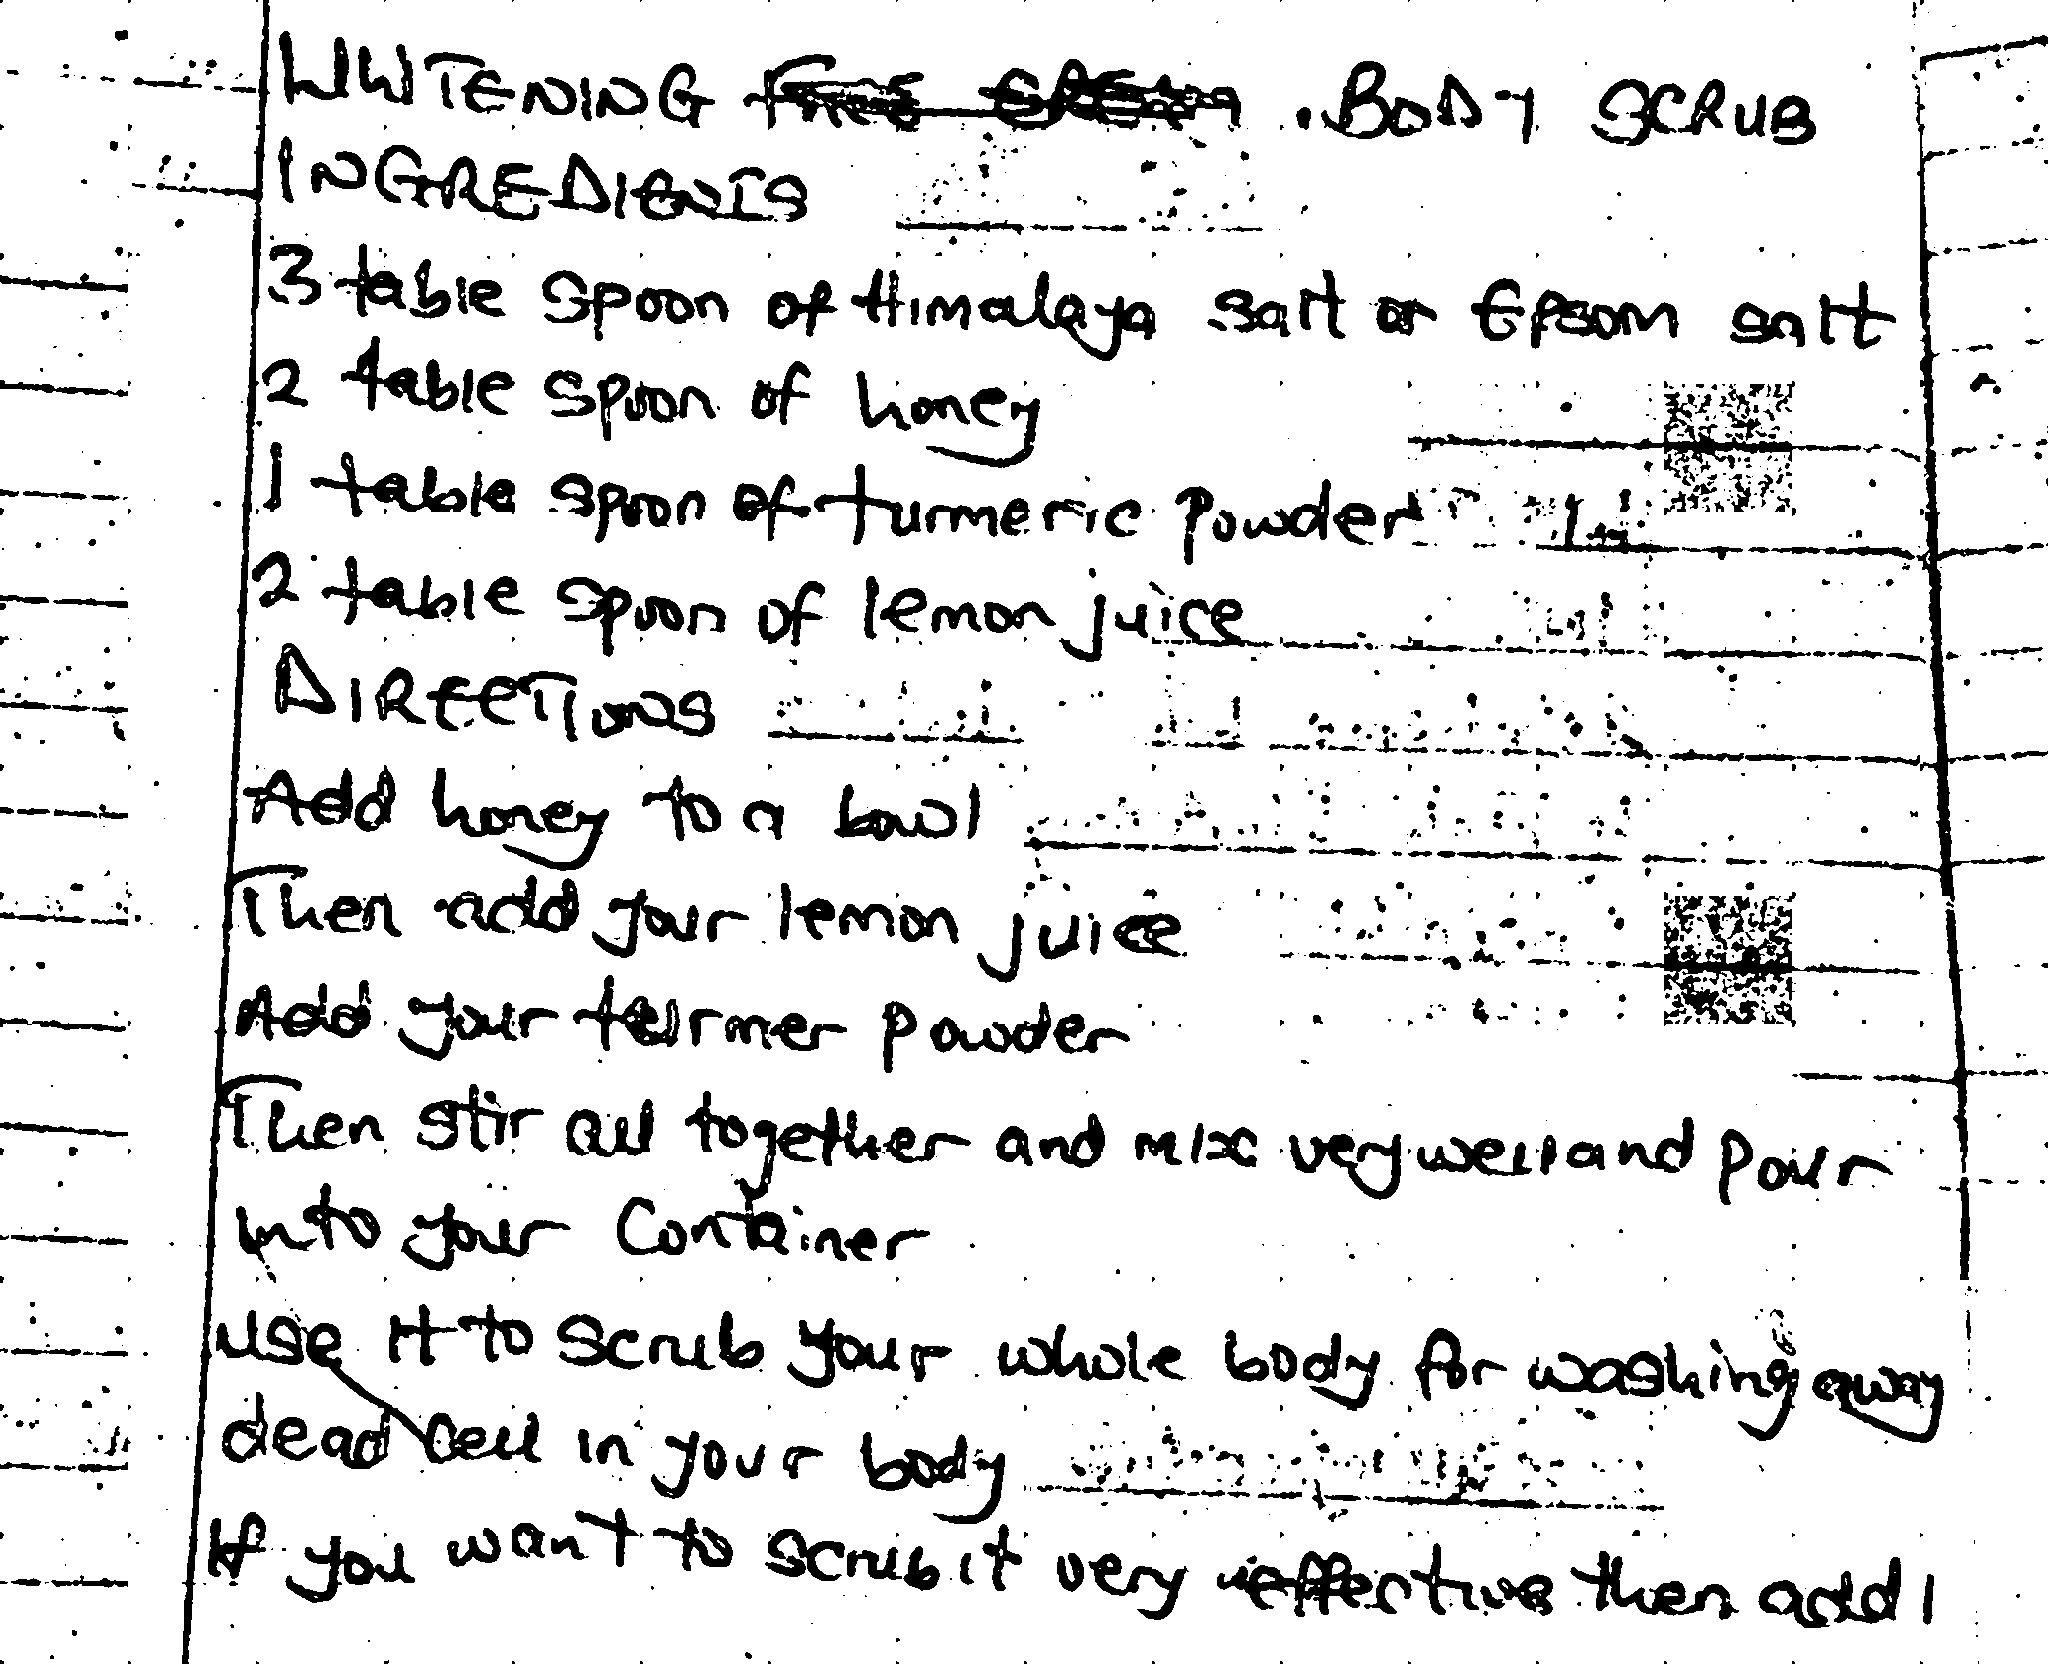 WHITENING BODY SCRUB
INGREDIENTS
3 table spoon of Himalaya salt or Epsom salt
2 table spoon of honey
1 table spoon of turmeric Powder
2 table spoon of lemon juice
DIRECTIONS
Add honey to a bowl
Then add your lemon juice
Add your termer Powder
Then stir all together and mix very well and Pour
into your Container
use it to scrub your whole body for washing away
dead Cell in your body
If you want to scrub it very effective then add 1